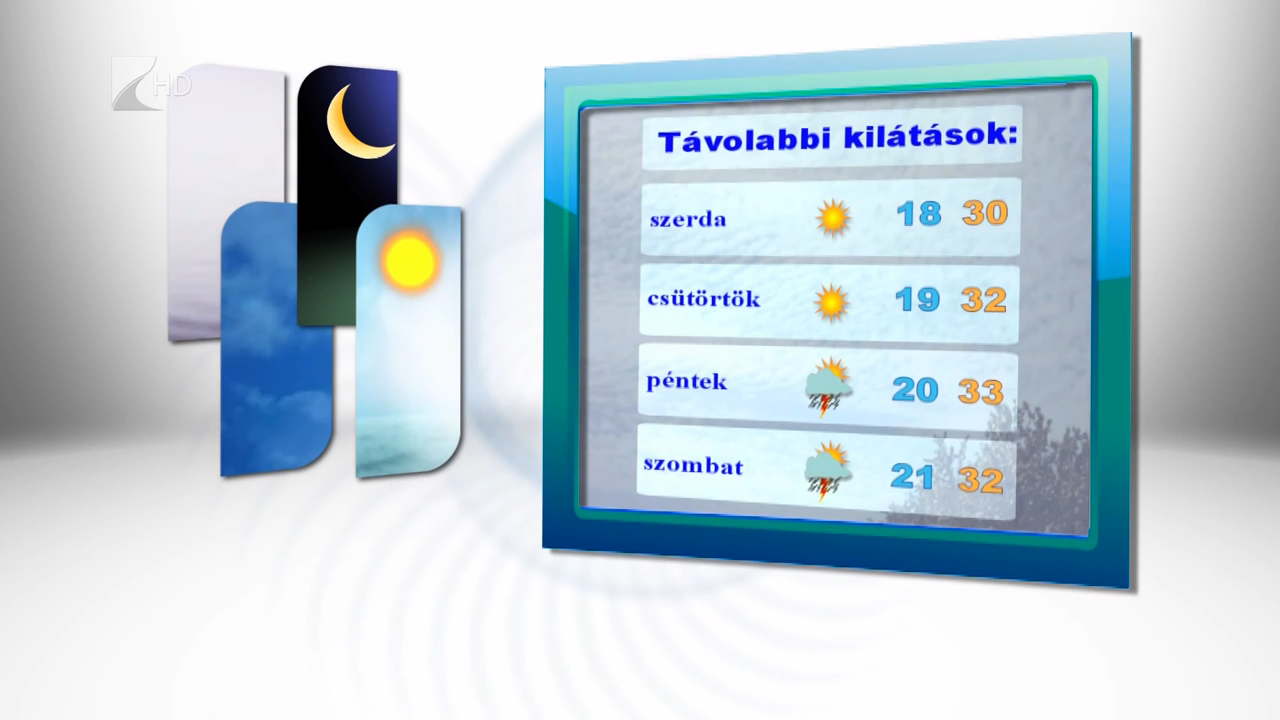 HD
Távolabbi kilátások:
szerda 18 30
csütörtök 19 32
péntek 20 33
szombat 21 32